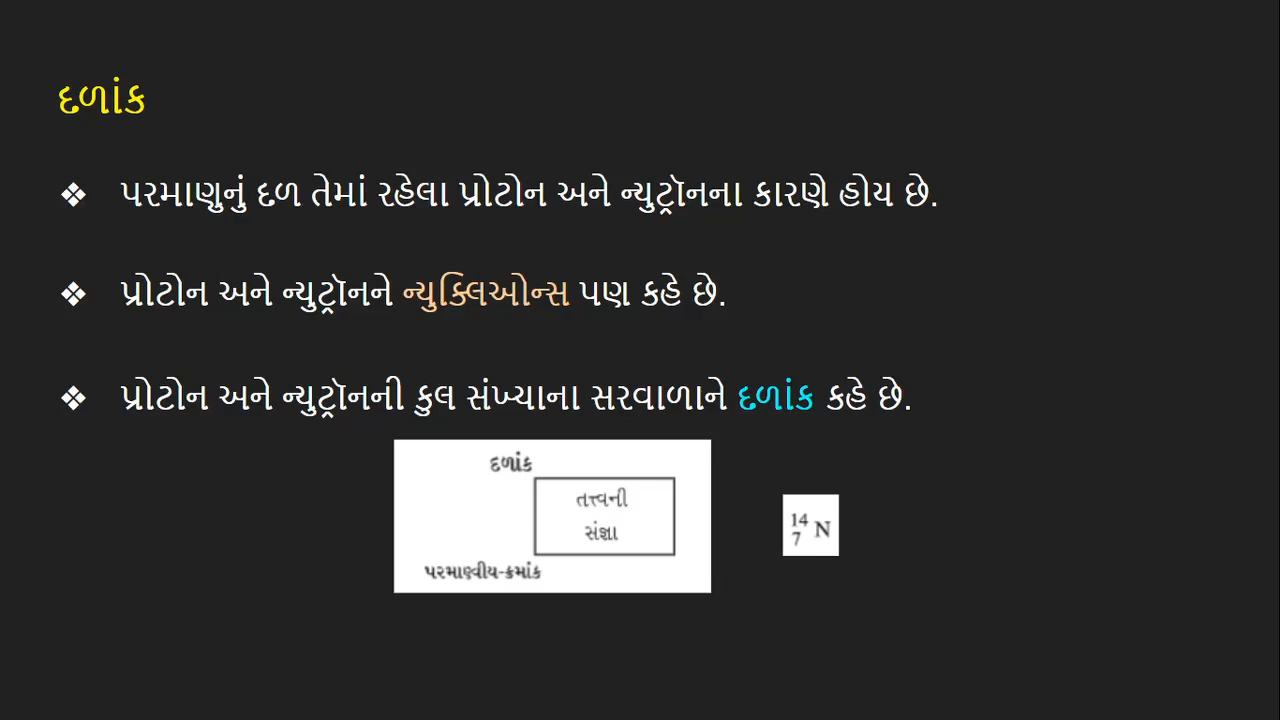 દળાંક
❖ પરમાણુનું દળ તેમાં રહેલા પ્રોટોન અને ન્યુટ્રૉનના કારણે હોય છે.
❖ પ્રોટોન અને ન્યુટ્રૉનને ન્યુક્લિઓન્સ પણ કહે છે.
❖ પ્રોટોન અને ન્યુટ્રૉનની કુલ સંખ્યાના સરવાળાને દળાંક કહે છે.
દળાંક
તત્ત્વની
સંજ્ઞા
પરમાણ્વીય-ક્રમાંક
14
7 N